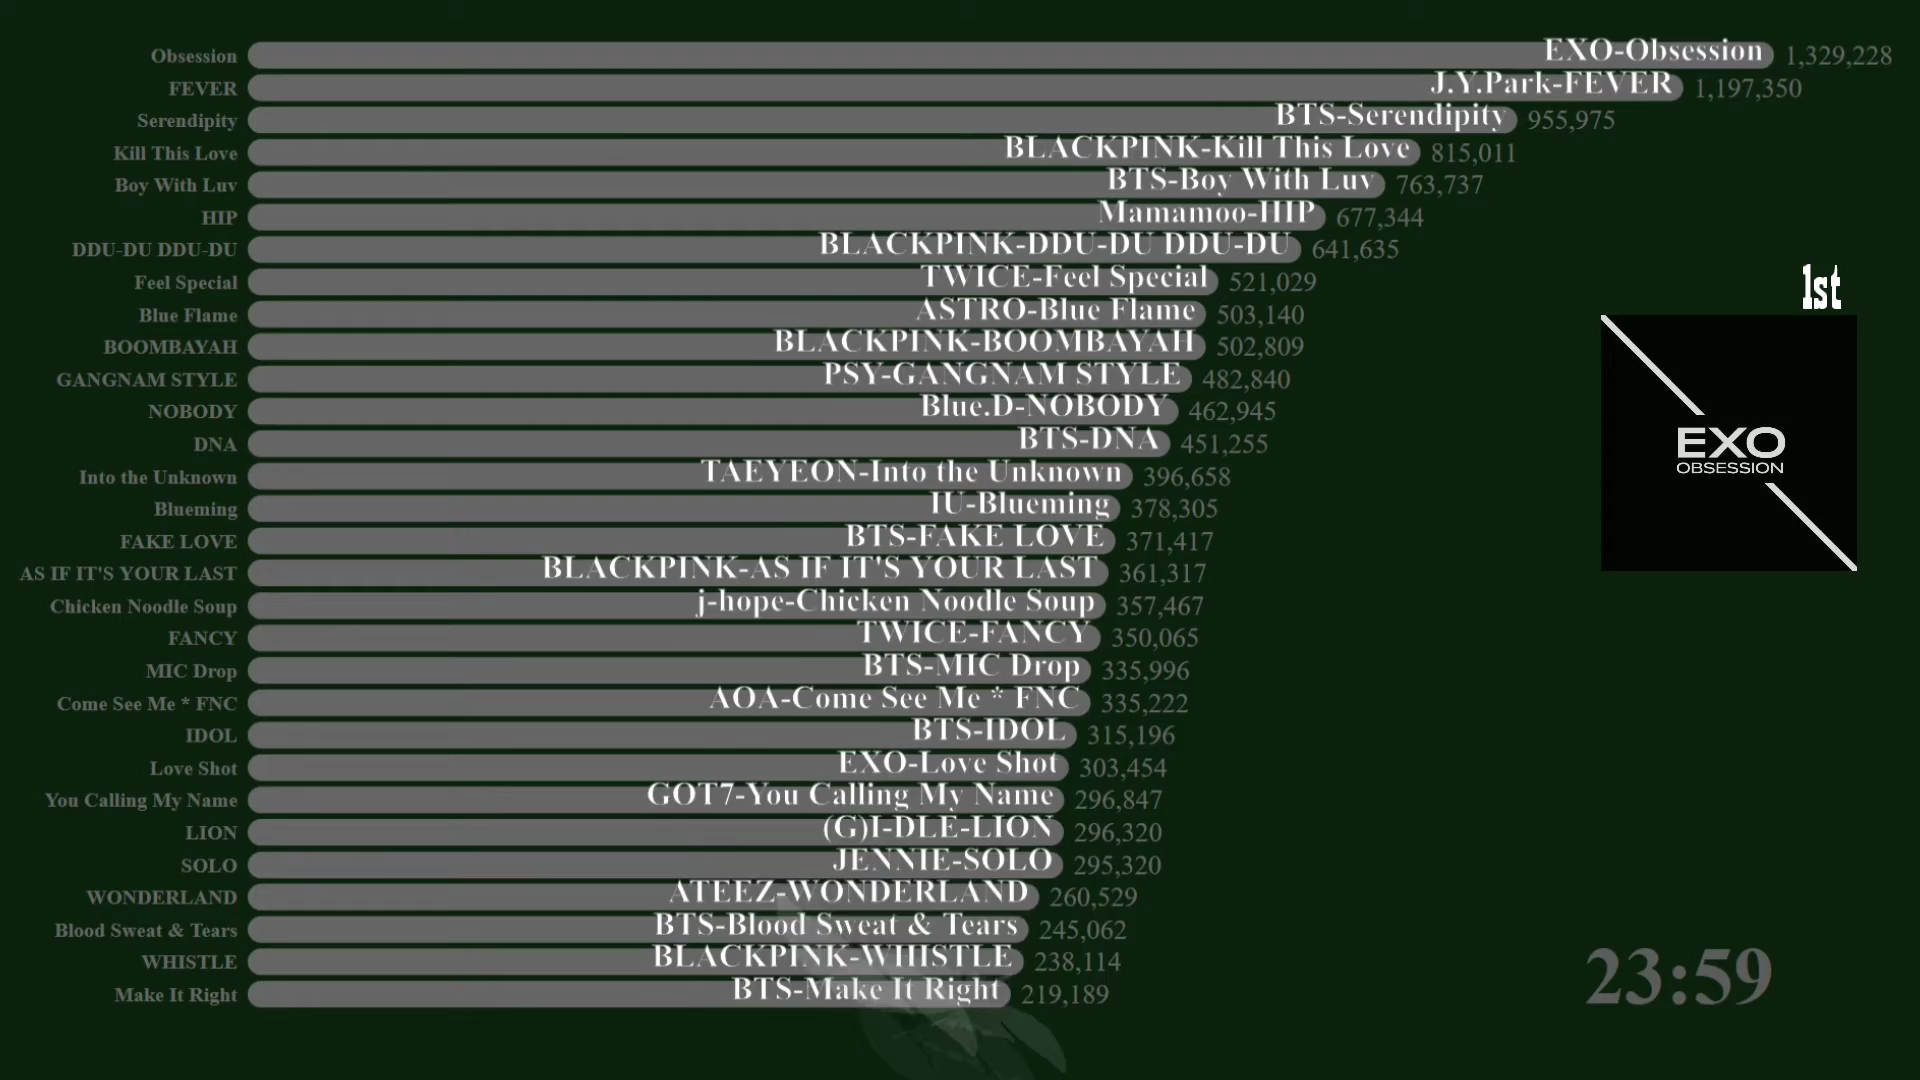 Obsession EXO-Obsession 1,329,228
FEVER J.Y.Park-FEVER 1,197,350
Serendipity BTS-Serendipity 955,975
Kill This Love BLACKPINK-Kill This Love 815,011
Boy With Luv BTS-Boy With Luv 763,737
HIP Mamamoo-HIP 677,344
DDU-DU DDU-DU BLACKPINK-DDU-DU DDU-DU 641,635
Feel Special TWICE-Feel Special 521,029
1st
Blue Flame ASTRO-Blue Flame 503,140
BOOMBAYAH BLACKPINK-BOOMBAYAH 502,809
GANGNAM STYLE PSY-GANGNAM STYLE 482,840
NOBODY Blue.D-NOBODY 462,945
DNA BTS-DNA 451,255
EXO
OBSESSION
Into the Unknown TAEYEON-Into the Unknown 396,658
Blueming IU-Blueming 378,305
FAKE LOVE BTS-FAKE LOVE 371,417
AS IF IT'S YOUR LAST BLACKPINK-AS IF IT'S YOUR LAST 361,317
Chicken Noodle Soup j-hope-Chicken Noodle Soup 357,467
FANCY TWICE-FANCY 350,065
MIC Drop BTS-MIC Drop 335,996
Come See Me * FNC AOA-Come See Me * FNC 335,222
IDOL BTS-IDOL 315,196
Love Shot EXO-Love Shot 303,454
You Calling My Name GOT7-You Calling My Name 296,847
LION (G)I-DLE-LION 296,320
SOLO JENNIE-SOLO 295,320
WONDERLAND ATEEZ-WONDERLAND 260,529
Blood Sweat & Tears BTS-Blood Sweat & Tears 245,062
WHISTLE BLACKPINK-WHISTLE 238,114
Make It Right BTS-Make It Right 219,189
23:59